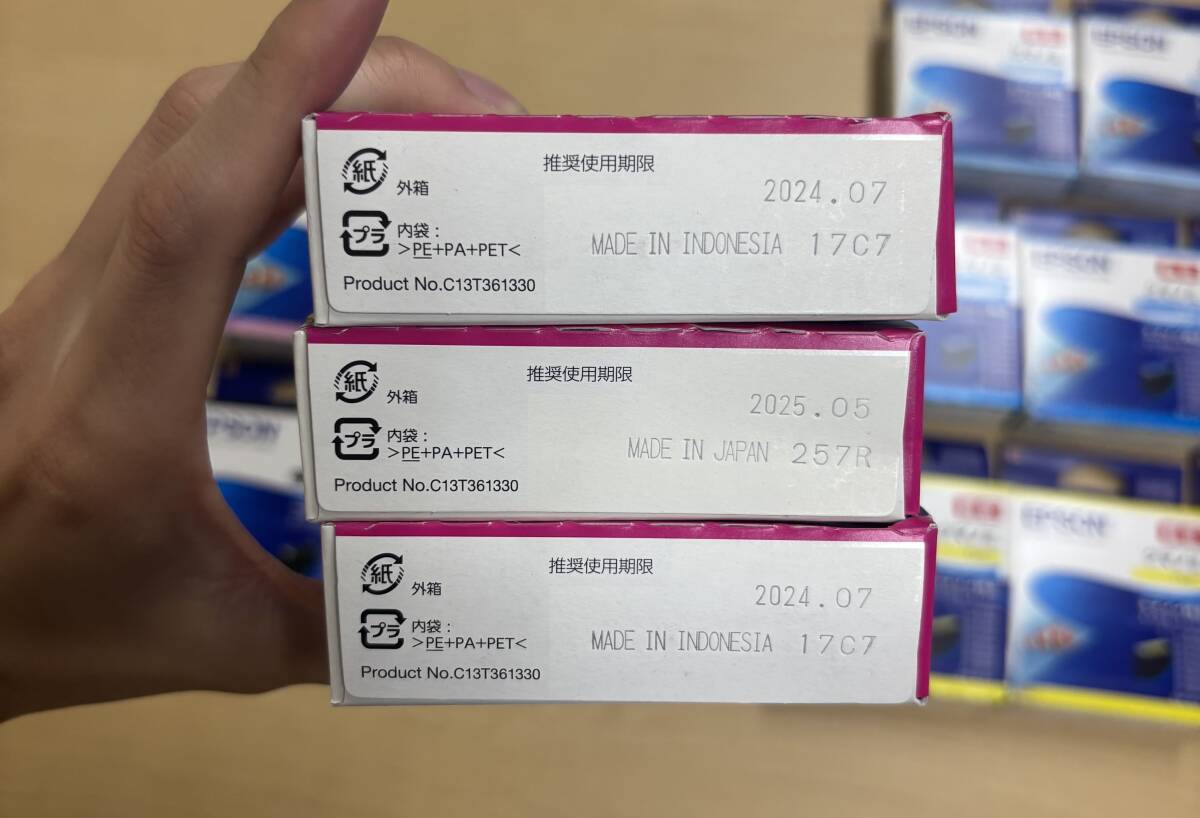 推奨使用期限
紙
外箱
2024.07
プラ
内袋：
>PE+PA+PET<
MADE IN INDONESIA 17C7
Product No.C13T361330
推奨使用期限
紙
外箱
2025.05
プラ
内袋：
>PE+PA+PET<
MADE IN JAPAN 257R
Product No.C13T361330
推奨使用期限
紙
外箱
2024.07
プラ
内袋：
>PE+PA+PET<
MADE IN INDONESIA 17C7
Product No.C13T361330
EPSON
EPSON
EPSON
EPSON
EPSON